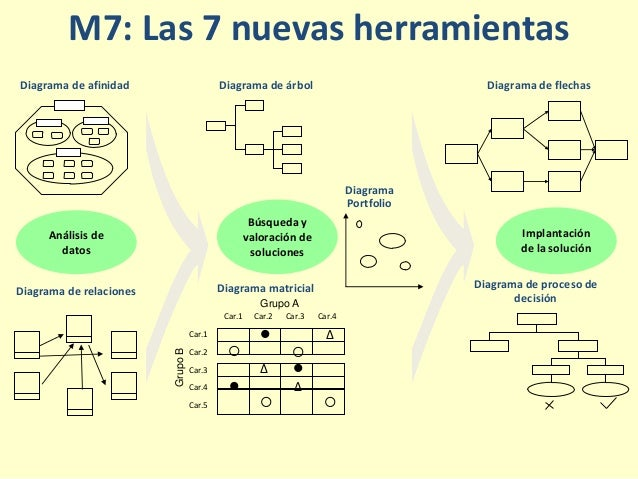 M7: Las 7 nuevas herramientas
Diagrama de afinidad
Diagrama de árbol
Diagrama de flechas
Diagrama
Portfolio
Análisis de
datos
Búsqueda y
valoración de
soluciones
Implantación
de la solución
Diagrama de relaciones
Diagrama matricial
Diagrama de proceso de
decisión
Grupo A
Car.1 Car.2 Car.3 Car.4
Grupo B
Car.1
Car.2
Car.3
Car.4
Car.5